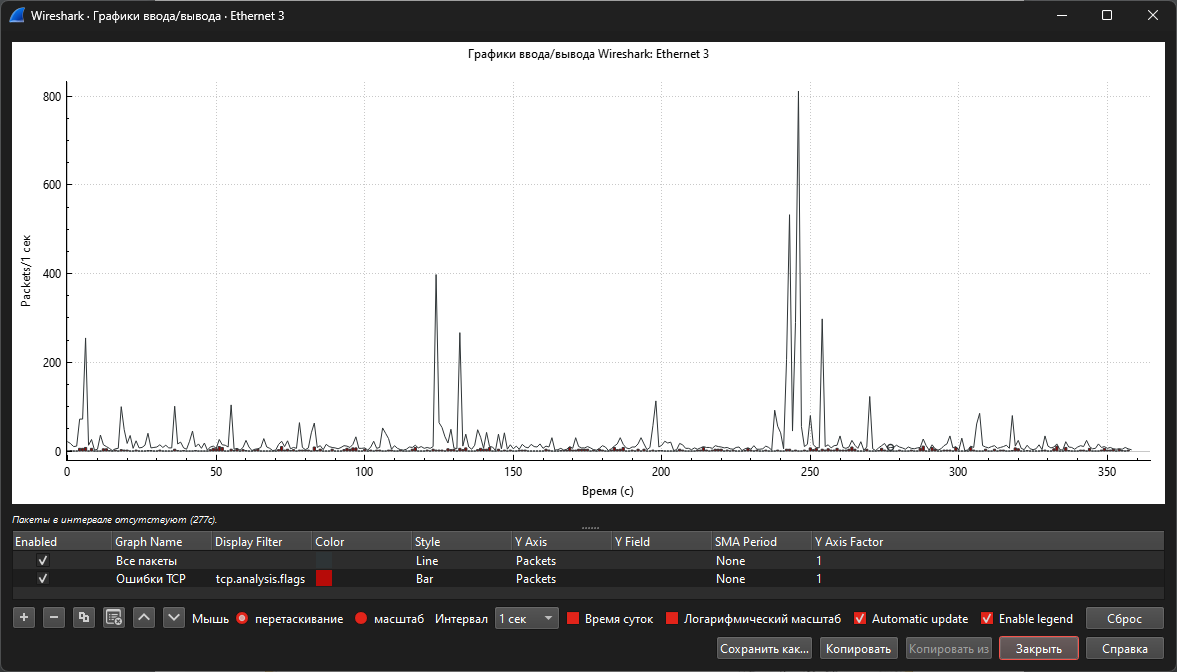 Wireshark · Графики ввода/вывода · Ethernet 3
Графики ввода/вывода Wireshark: Ethernet 3
800
600
400
200
0
Packets/1 сек
0 50 100 150 200 250 300 350
Время (с)
Пакеты в интервале отсутствуют (277с).
Enabled Graph Name Display Filter Color Style Y Axis Y Field SMA Period Y Axis Factor
Все пакеты Line Packets None 1
Ошибки TCP tcp.analysis.flags Bar Packets None 1
Мышь перетаскивание масштаб Интервал 1 сек Время суток Логарифмический масштаб Automatic update Enable legend Сброс
Сохранить как... Копировать Копировать из Закрыть Справка